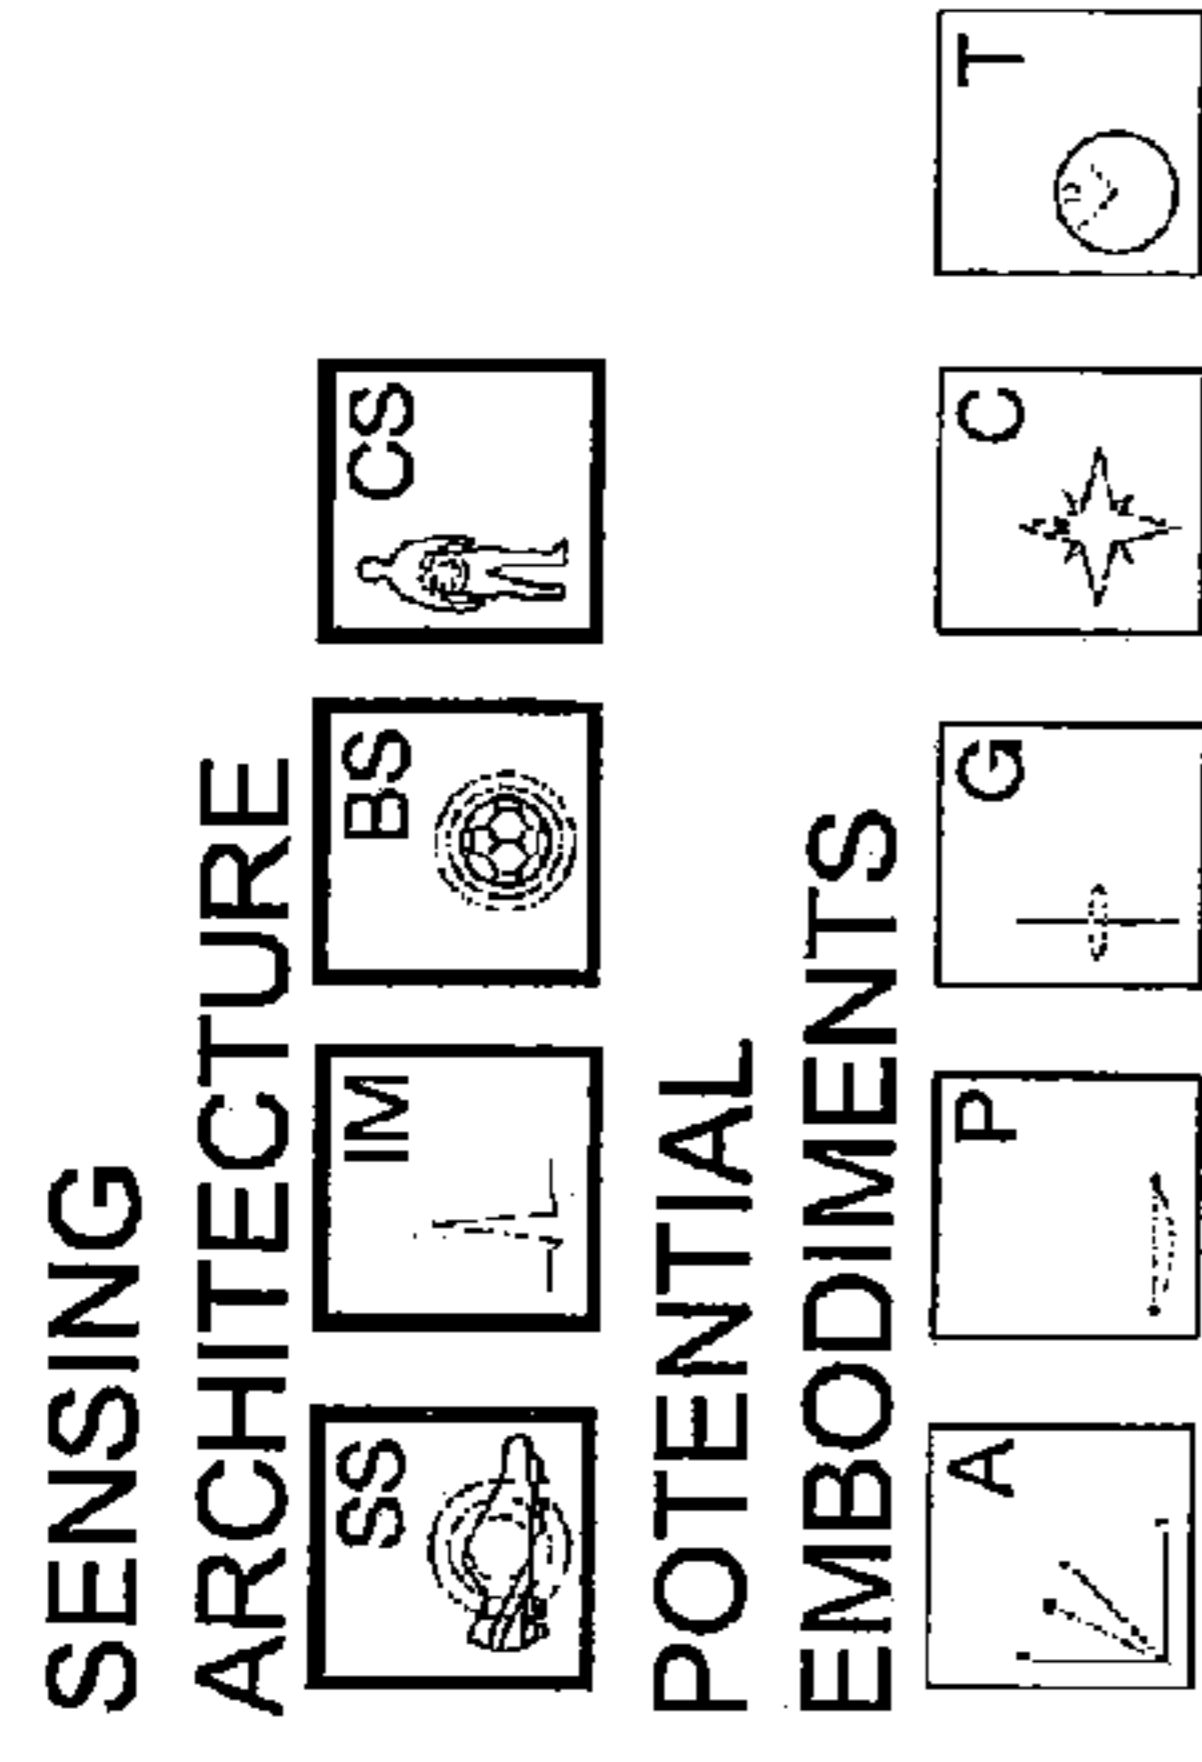 SENSING
ARCHITECTURE
SS IM BS CS
POTENTIAL
EMBODIMENTS
A P G C T